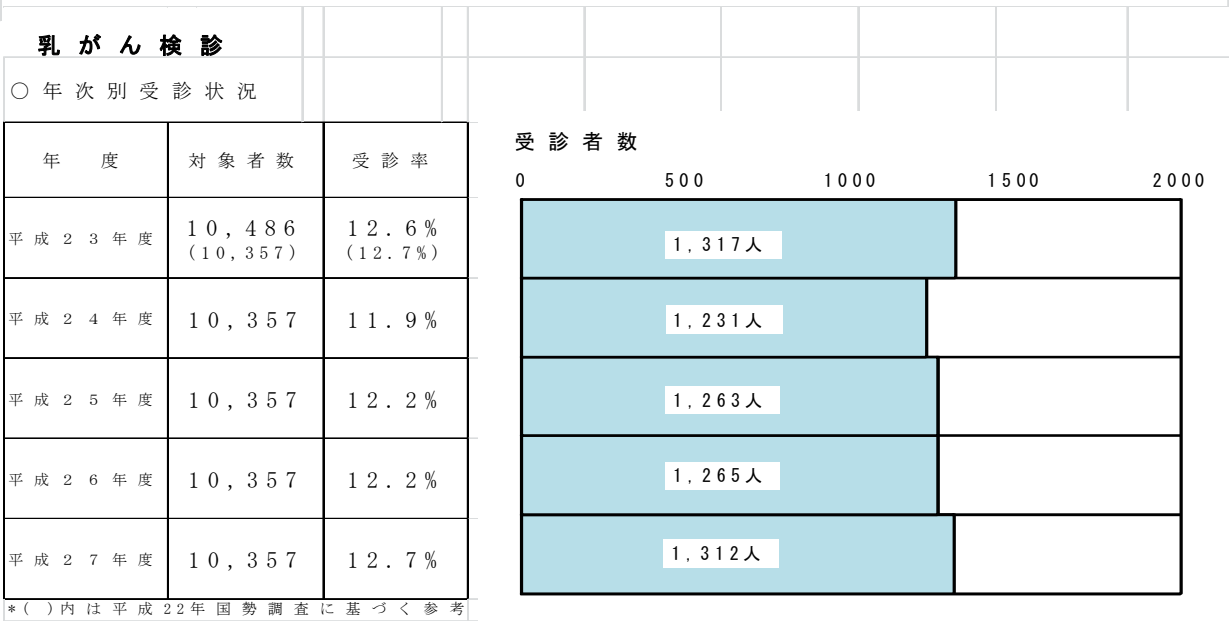 乳がん検診
○年次別受診状況
年　度 対象者数 受診率
平成23年度 10,486 12.6%
(10,357) (12.7%)
平成24年度 10,357 11.9%
平成25年度 10,357 12.2%
平成26年度 10,357 12.2%
平成27年度 10,357 12.7%
*( )内は平成22年国勢調査に基づく参考
受診者数
0 500 1000 1500 2000
1,317人
1,231人
1,263人
1,265人
1,312人